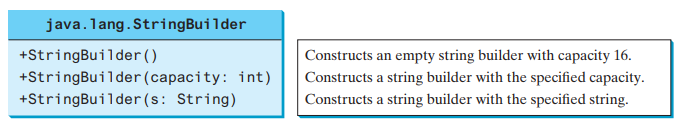 java.lang.StringBuilder
+StringBuilder()
+StringBuilder(capacity: int)
+StringBuilder(s: String)
Constructs an empty string builder with capacity 16.
Constructs a string builder with the specified capacity.
Constructs a string builder with the specified string.